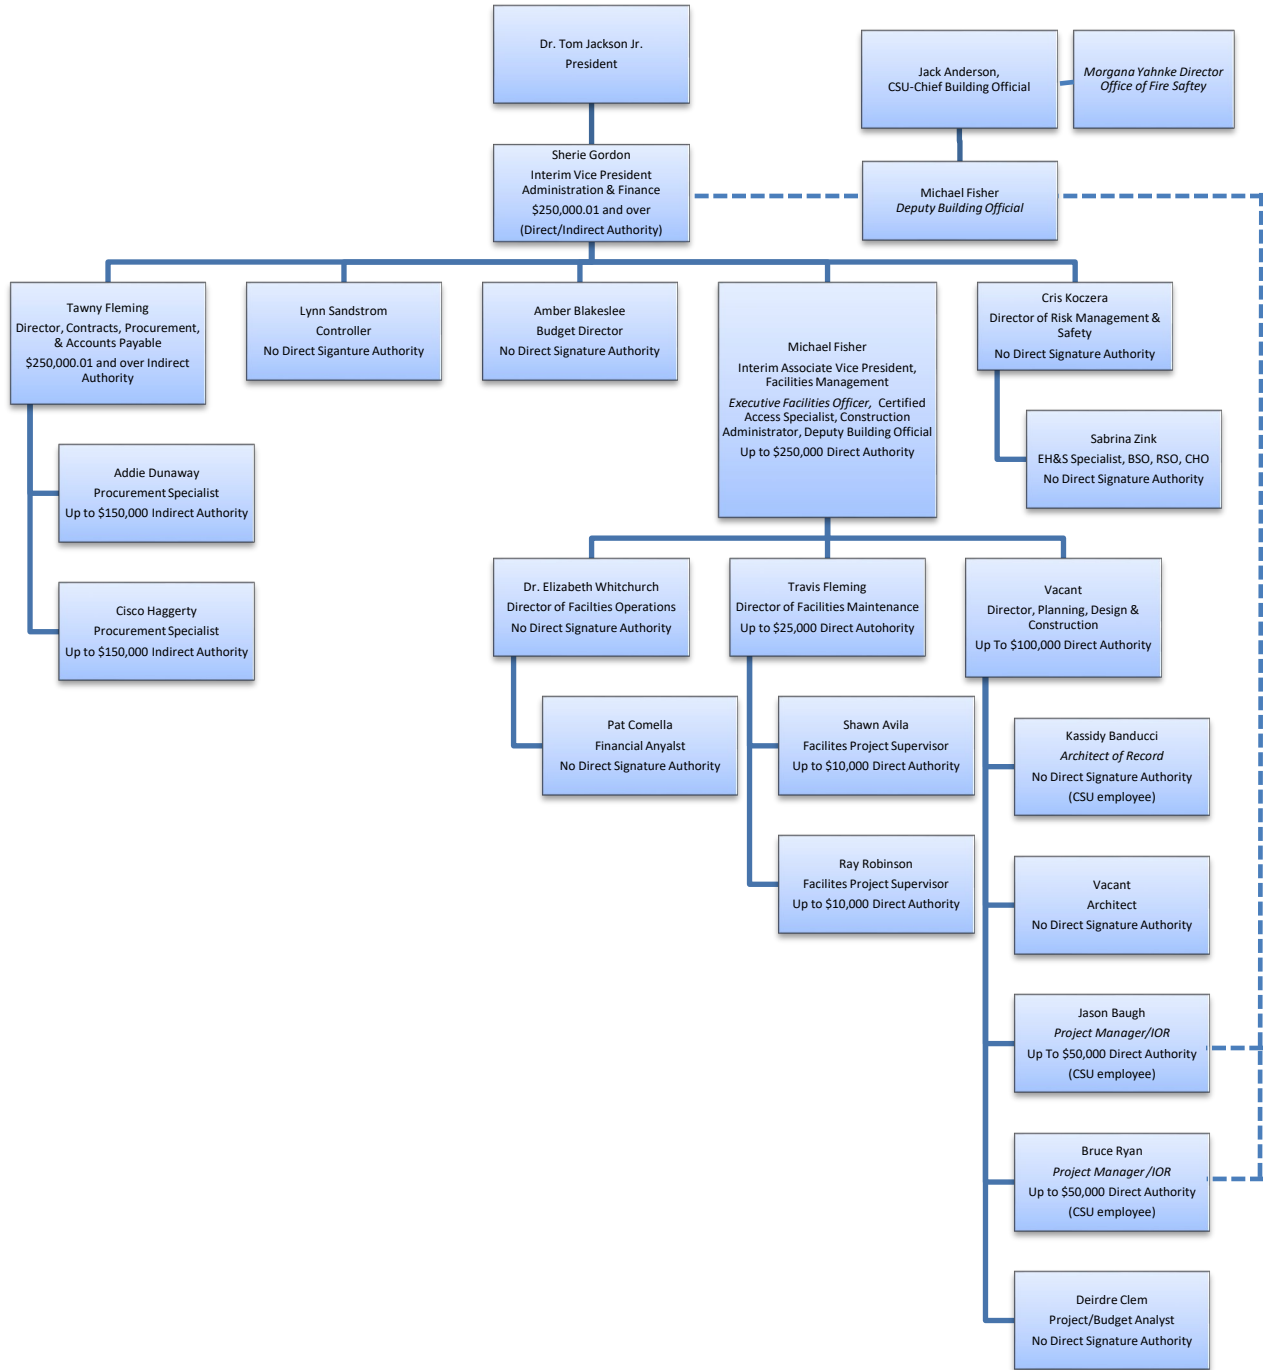 Dr. Tom Jackson Jr.
President
Jack Anderson,
CSU-Chief Building Official
Morgana Yahnke Director
Office of Fire Saftey
Sherie Gordon
Interim Vice President
Administration & Finance
$250,000.01 and over
(Direct/Indirect Authority)
Michael Fisher
Deputy Building Official
Tawny Fleming
Director, Contracts, Procurement,
& Accounts Payable
$250,000.01 and over Indirect
Authority
Lynn Sandstrom
Controller
No Direct Siganture Authority
Amber Blakeslee
Budget Director
No Direct Signature Authority
Michael Fisher
Interim Associate Vice President,
Facilities Management
Executive Facilities Officer, Certified
Access Specialist, Construction
Administrator, Deputy Building Official
Up to $250,000 Direct Authority
Cris Koczera
Director of Risk Management &
Safety
No Direct Signature Authority
Sabrina Zink
EH&S Specialist, BSO, RSO, CHO
No Direct Signature Authority
Addie Dunaway
Procurement Specialist
Up to $150,000 Indirect Authority
Cisco Haggerty
Procurement Specialist
Up to $150,000 Indirect Authority
Dr. Elizabeth Whitchurch
Director of Facilties Operations
No Direct Signature Authority
Travis Fleming
Director of Facilities Maintenance
Up to $25,000 Direct Autohority
Vacant
Director, Planning, Design &
Construction
Up To $100,000 Direct Authority
Pat Comella
Financial Anyalst
No Direct Signature Authority
Shawn Avila
Facilites Project Supervisor
Up to $10,000 Direct Authority
Ray Robinson
Facilites Project Supervisor
Up to $10,000 Direct Authority
Kassidy Banducci
Architect of Record
No Direct Signature Authority
(CSU employee)
Vacant
Architect
No Direct Signature Authority
Jason Baugh
Project Manager/IOR
Up To $50,000 Direct Authority
(CSU employee)
Bruce Ryan
Project Manager /IOR
Up to $50,000 Direct Authority
(CSU employee)
Deirdre Clem
Project/Budget Analyst
No Direct Signature Authority